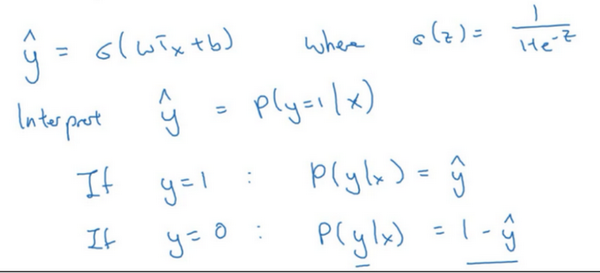 ŷ = σ(wᵀx + b) where σ(z) = 1/(1+e^-z)
Interpret ŷ = p(y=1|x)
If y=1 : p(y|x) = ŷ
If y=0 : p(y|x) = 1 - ŷ